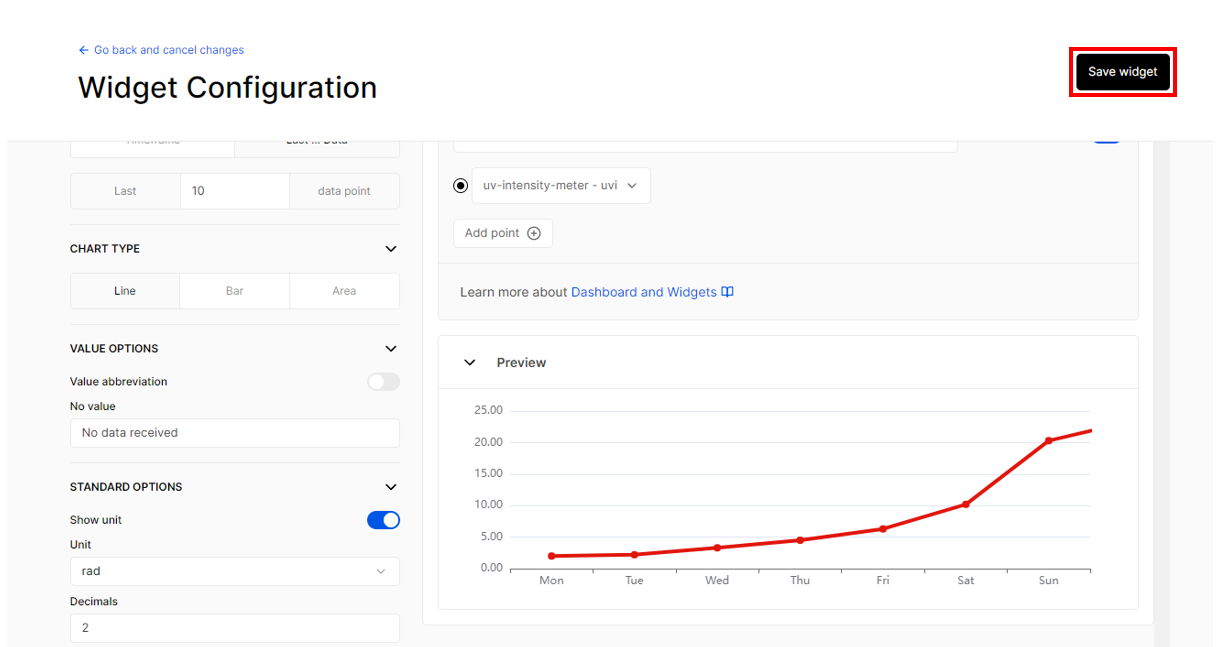 Go back and cancel changes
Widget Configuration
Save widget
Last
10
data point
CHART TYPE
Line
Bar
Area
VALUE OPTIONS
Value abbreviation
No value
No data received
STANDARD OPTIONS
Show unit
Unit
rad
Decimals
2
uv-intensity-meter - uvi
Add point
Learn more about Dashboard and Widgets
Preview
25.00
20.00
15.00
10.00
5.00
0.00
Mon Tue Wed Thu Fri Sat Sun